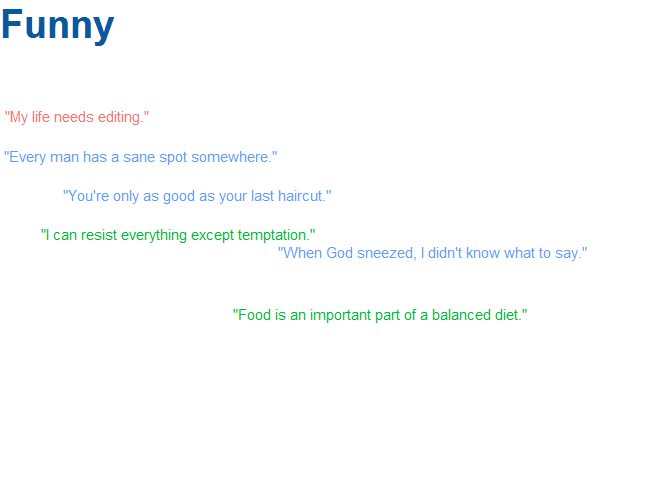 Funny
"My life needs editing."
"Every man has a sane spot somewhere."
"You're only as good as your last haircut."
"I can resist everything except temptation."
"When God sneezed, I didn't know what to say."
"Food is an important part of a balanced diet."